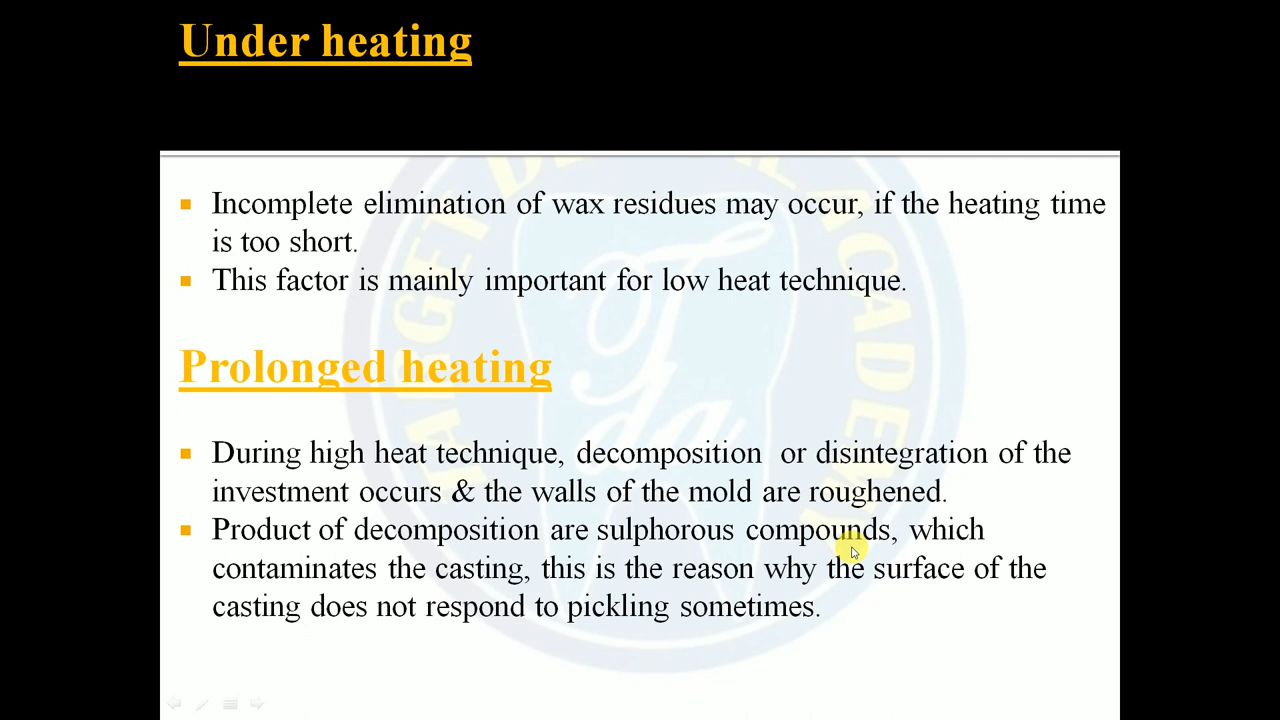 Under heating
Incomplete elimination of wax residues may occur, if the heating time
is too short.
This factor is mainly important for low heat technique.
Prolonged heating
During high heat technique, decomposition or disintegration of the
investment occurs & the walls of the mold are roughened.
Product of decomposition are sulphorous compounds, which
contaminates the casting, this is the reason why the surface of the
casting does not respond to pickling sometimes.
Tda